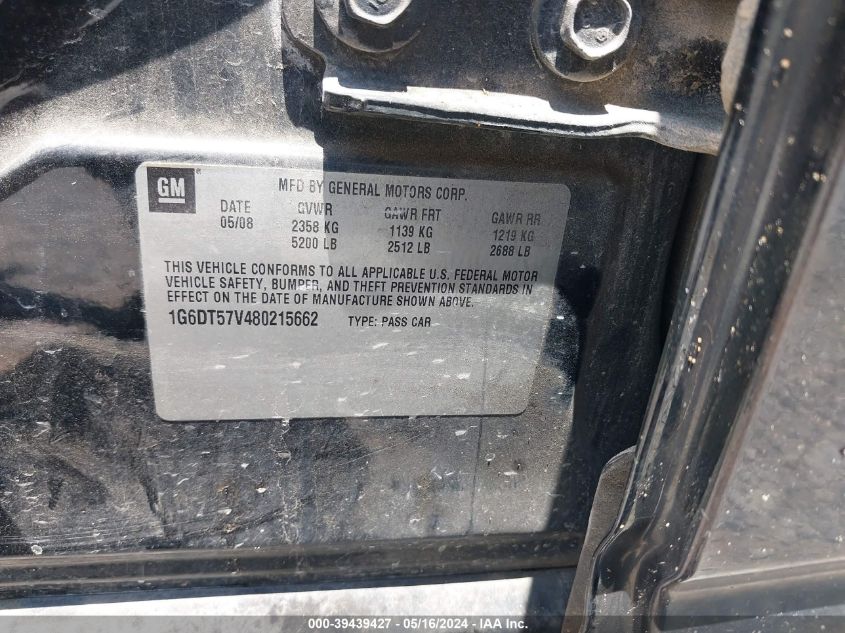 GM
MFD BY GENERAL MOTORS CORP.
DATE GVWR GAWR FRT GAWR RR
05/08 2358 KG 1139 KG 1219 KG
5200 LB 2512 LB 2688 LB
THIS VEHICLE CONFORMS TO ALL APPLICABLE U.S. FEDERAL MOTOR
VEHICLE SAFETY, BUMPER, AND THEFT PREVENTION STANDARDS IN
EFFECT ON THE DATE OF MANUFACTURE SHOWN ABOVE.
1G6DT57V480215662 TYPE: PASS CAR
000-39439427 - 05/16/2024 - IAA Inc.